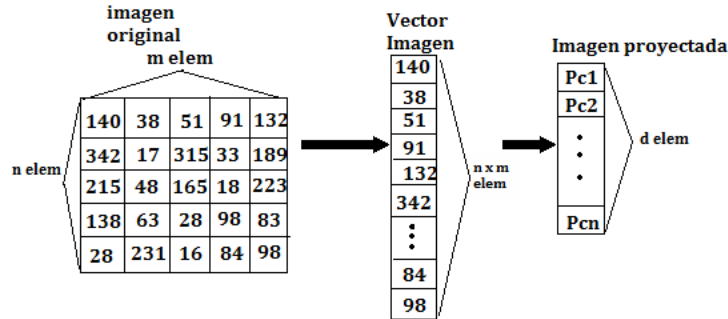 imagen
original
m elem
n elem
140 38 51 91 132
342 17 315 33 189
215 48 165 18 223
138 63 28 98 83
28 231 16 84 98
Vector
Imagen
140
38
51
91
132
342
84
98
n x m
elem
Imagen proyectada
Pc1
Pc2
Pcn
d elem